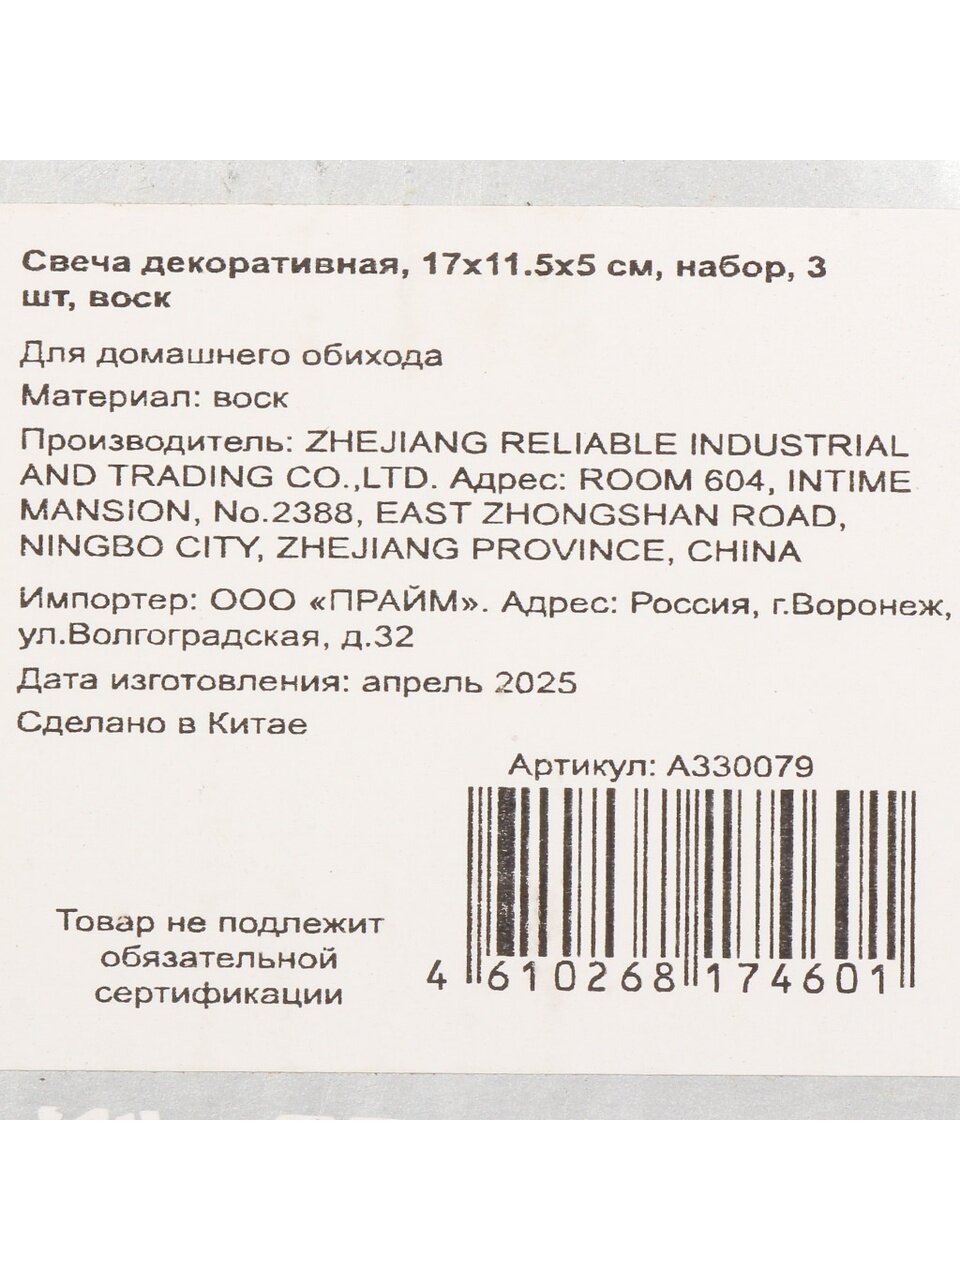 Свеча декоративная, 17х11.5х5 см, набор, 3
шт, воск
Для домашнего обихода
Материал: воск
Производитель: ZHEJIANG RELIABLE INDUSTRIAL
AND TRADING CO.,LTD. Адрес: ROOM 604, INTIME
MANSION, No.2388, EAST ZHONGSHAN ROAD,
NINGBO CITY, ZHEJIANG PROVINCE, CHINA
Импортер: ООО «ПРАЙМ». Адрес: Россия, г.Воронеж,
ул.Волгоградская, д.32
Дата изготовления: апрель 2025
Сделано в Китае
Артикул: А330079
Товар не подлежит
обязательной
сертификации
4 610268 174601